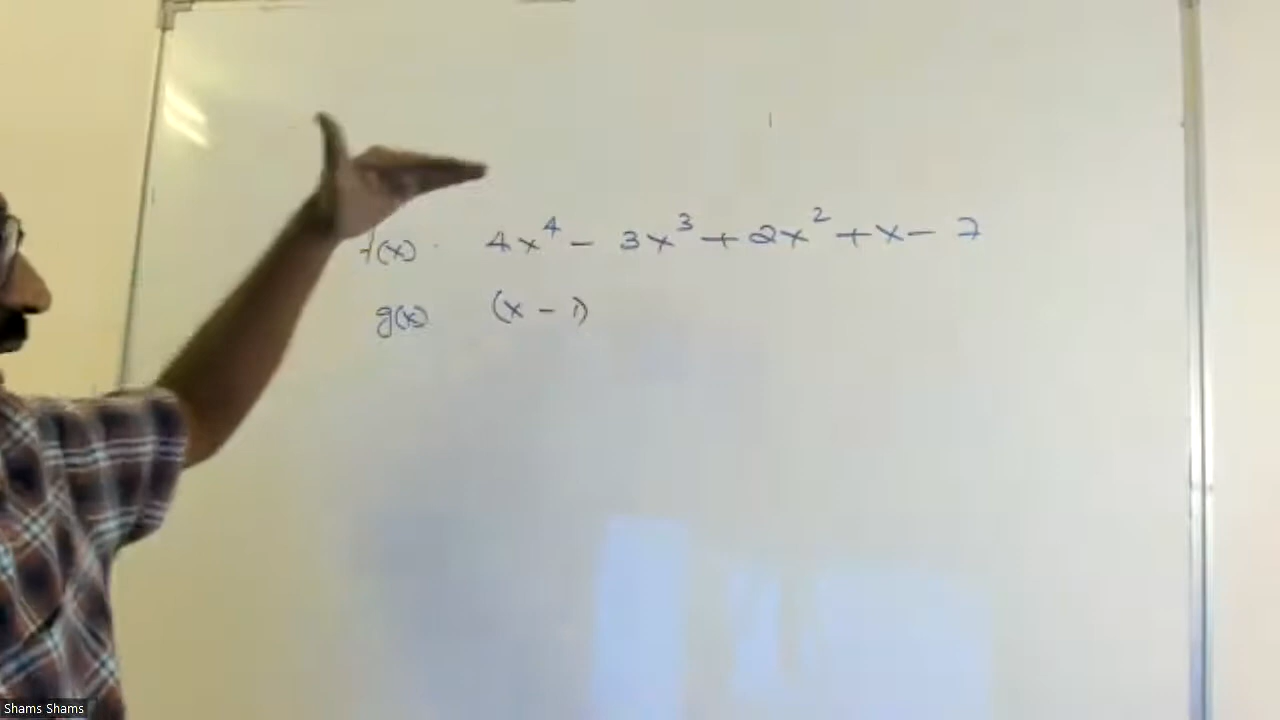 f(x) 4x⁴ - 3x³ + 2x² + x - 7
g(x) (x - 1)
Shams Shams